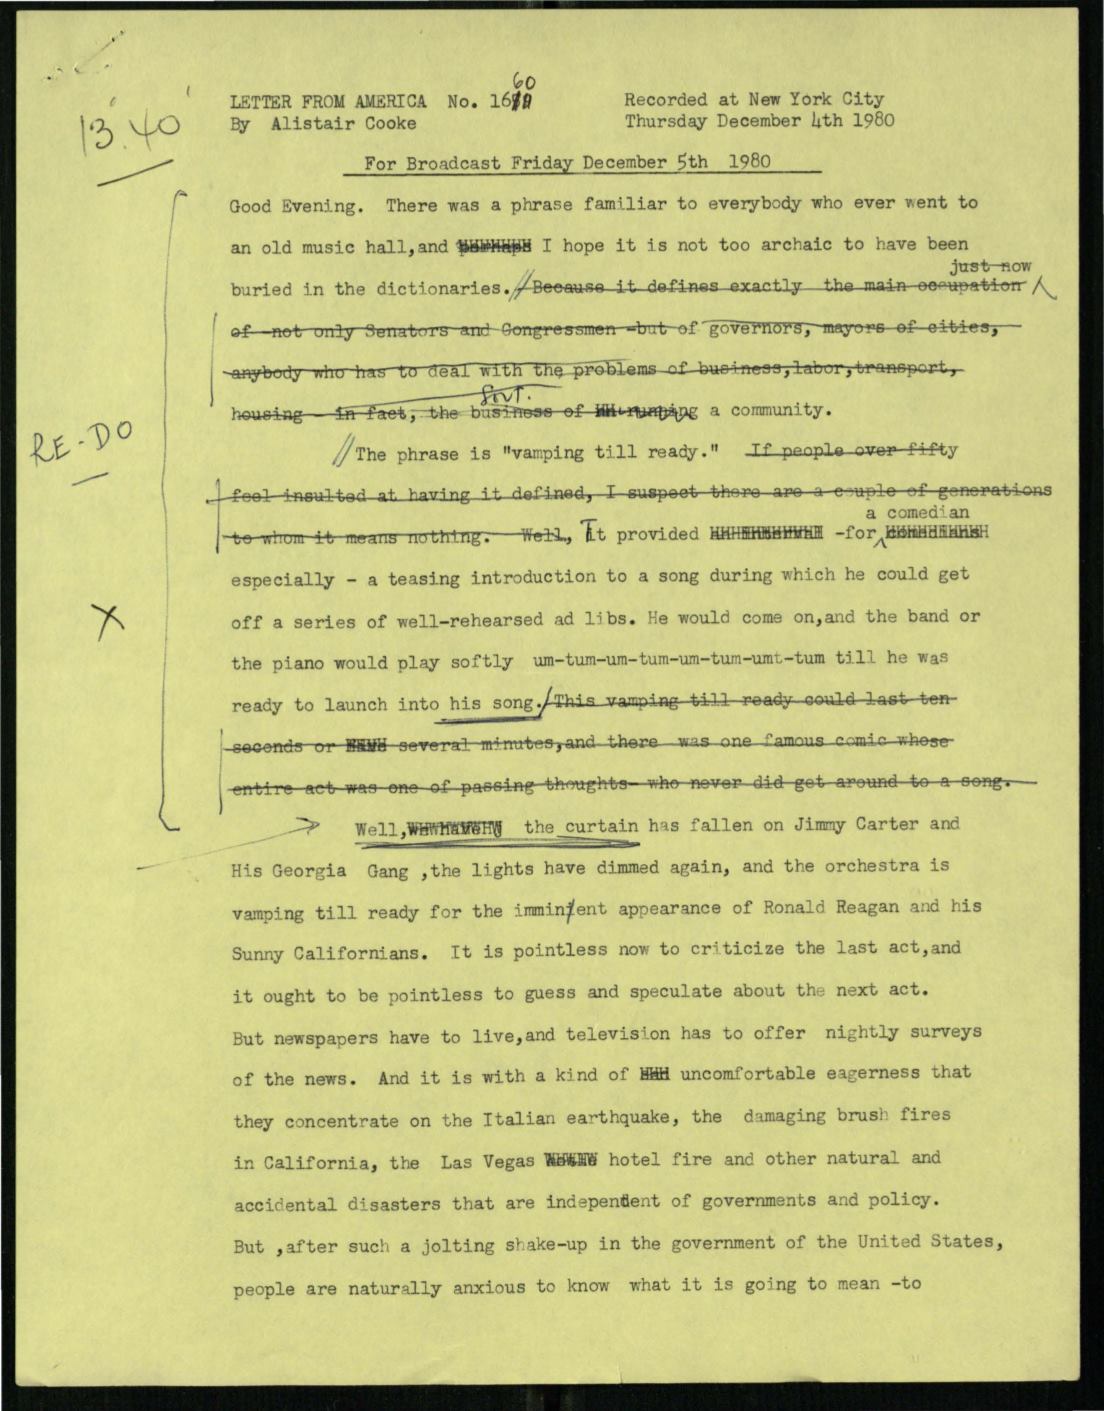 13.40
LETTER FROM AMERICA No. 1660
Recorded at New York City
By Alistair Cooke
Thursday December 4th 1980
For Broadcast Friday December 5th 1980
Good Evening. There was a phrase familiar to everybody who ever went to
an old music hall,and perhaps I hope it is not too archaic to have been
just now
buried in the dictionaries.//Because it defines exactly the main occupation
of -not only Senators and Congressmen -but of governors, mayors of cities,
anybody who has to deal with the problems of business,labor,transport,
Govt.
housing - in fact, the business of running a community.
RE-DO
//The phrase is "vamping till ready." If people over fifty
feel insulted at having it defined, I suspect there are a couple of generations
a comedian
to whom it means nothing. Well, It provided -for
especially - a teasing introduction to a song during which he could get
X
off a series of well-rehearsed ad libs. He would come on,and the band or
the piano would play softly um-tum-um-tum-um-tum-umt-tum till he was
ready to launch into his song./This vamping till ready could last ten
seconds or several minutes,and there was one famous comic whose
entire act was one of passing thoughts- who never did get around to a song.
Well, the curtain has fallen on Jimmy Carter and
His Georgia Gang ,the lights have dimmed again, and the orchestra is
vamping till ready for the imminent appearance of Ronald Reagan and his
Sunny Californians. It is pointless now to criticize the last act,and
it ought to be pointless to guess and speculate about the next act.
But newspapers have to live,and television has to offer nightly surveys
of the news. And it is with a kind of uncomfortable eagerness that
they concentrate on the Italian earthquake, the damaging brush fires
in California, the Las Vegas hotel fire and other natural and
accidental disasters that are independent of governments and policy.
But ,after such a jolting shake-up in the government of the United States,
people are naturally anxious to know what it is going to mean -to